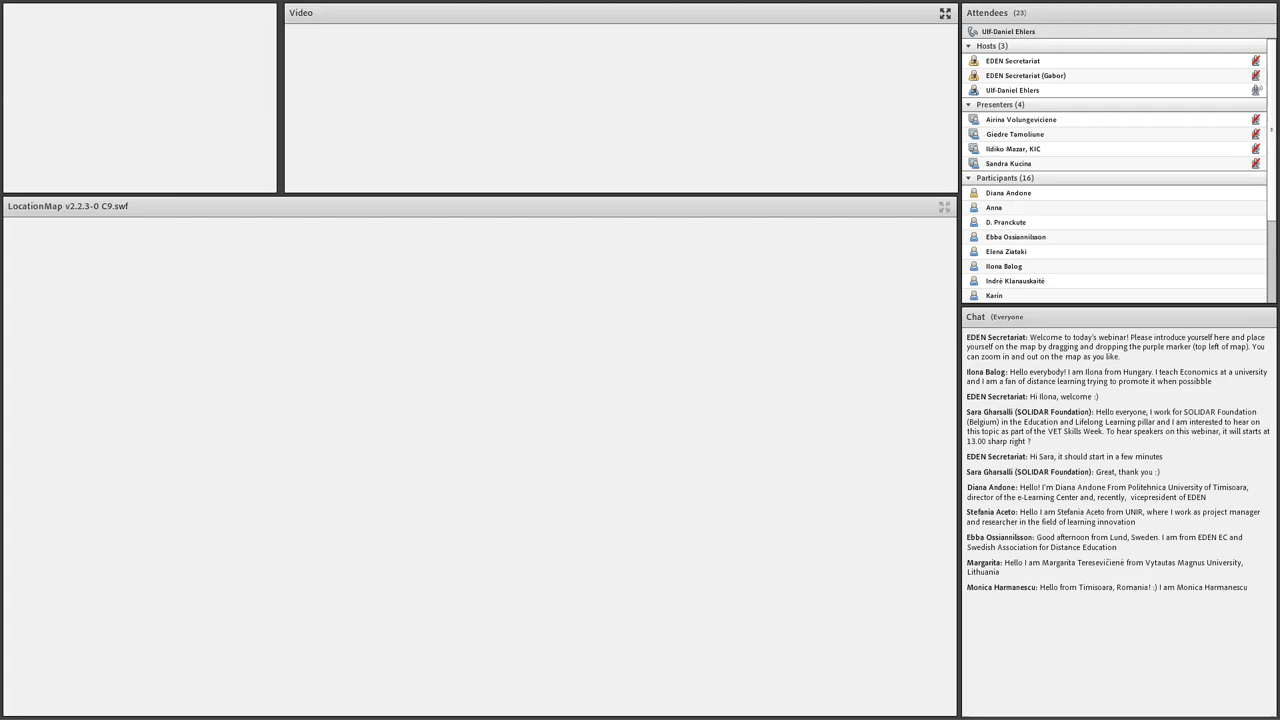 Video
LocationMap v2.2.3-0 C9.swf
Attendees (23)
Ulf-Daniel Ehlers
Hosts (3)
EDEN Secretariat
EDEN Secretariat (Gabor)
Ulf-Daniel Ehlers
Presenters (4)
Airina Volungeviciene
Giedre Tamoliune
Ildiko Mazar, KIC
Sandra Kucina
Participants (16)
Diana Andone
Anna
D. Pranckute
Ebba Ossiannilsson
Elena Ziataki
Ilona Balog
Indrė Klanauskaitė
Karin
Chat (Everyone
EDEN Secretariat: Welcome to today's webinar! Please introduce yourself here and place
yourself on the map by dragging and dropping the purple marker (top left of map). You
can zoom in and out on the map as you like.
Ilona Balog: Hello everybody! I am Ilona from Hungary. I teach Economics at a university
and I am a fan of distance learning trying to promote it when possibble
EDEN Secretariat: Hi Ilona, welcome :)
Sara Gharsalli (SOLIDAR Foundation): Hello everyone, I work for SOLIDAR Foundation
(Belgium) in the Education and Lifelong Learning pillar and I am interested to hear on
this topic as part of the VET Skills Week. To hear speakers on this webinar, it will starts at
13.00 sharp right ?
EDEN Secretariat: Hi Sara, it should start in a few minutes
Sara Gharsalli (SOLIDAR Foundation): Great, thank you :)
Diana Andone: Hello! I'm Diana Andone From Politehnica University of Timisoara,
director of the e-Learning Center and, recently, vicepresident of EDEN
Stefania Aceto: Hello I am Stefania Aceto from UNIR, where I work as project manager
and researcher in the field of learning innovation
Ebba Ossiannilsson: Good afternoon from Lund, Sweden. I am from EDEN EC and
Swedish Association for Distance Education
Margarita: Hello I am Margarita Teresevičienė from Vytautas Magnus University,
Lithuania
Monica Harmanescu: Hello from Timisoara, Romania! :) I am Monica Harmanescu